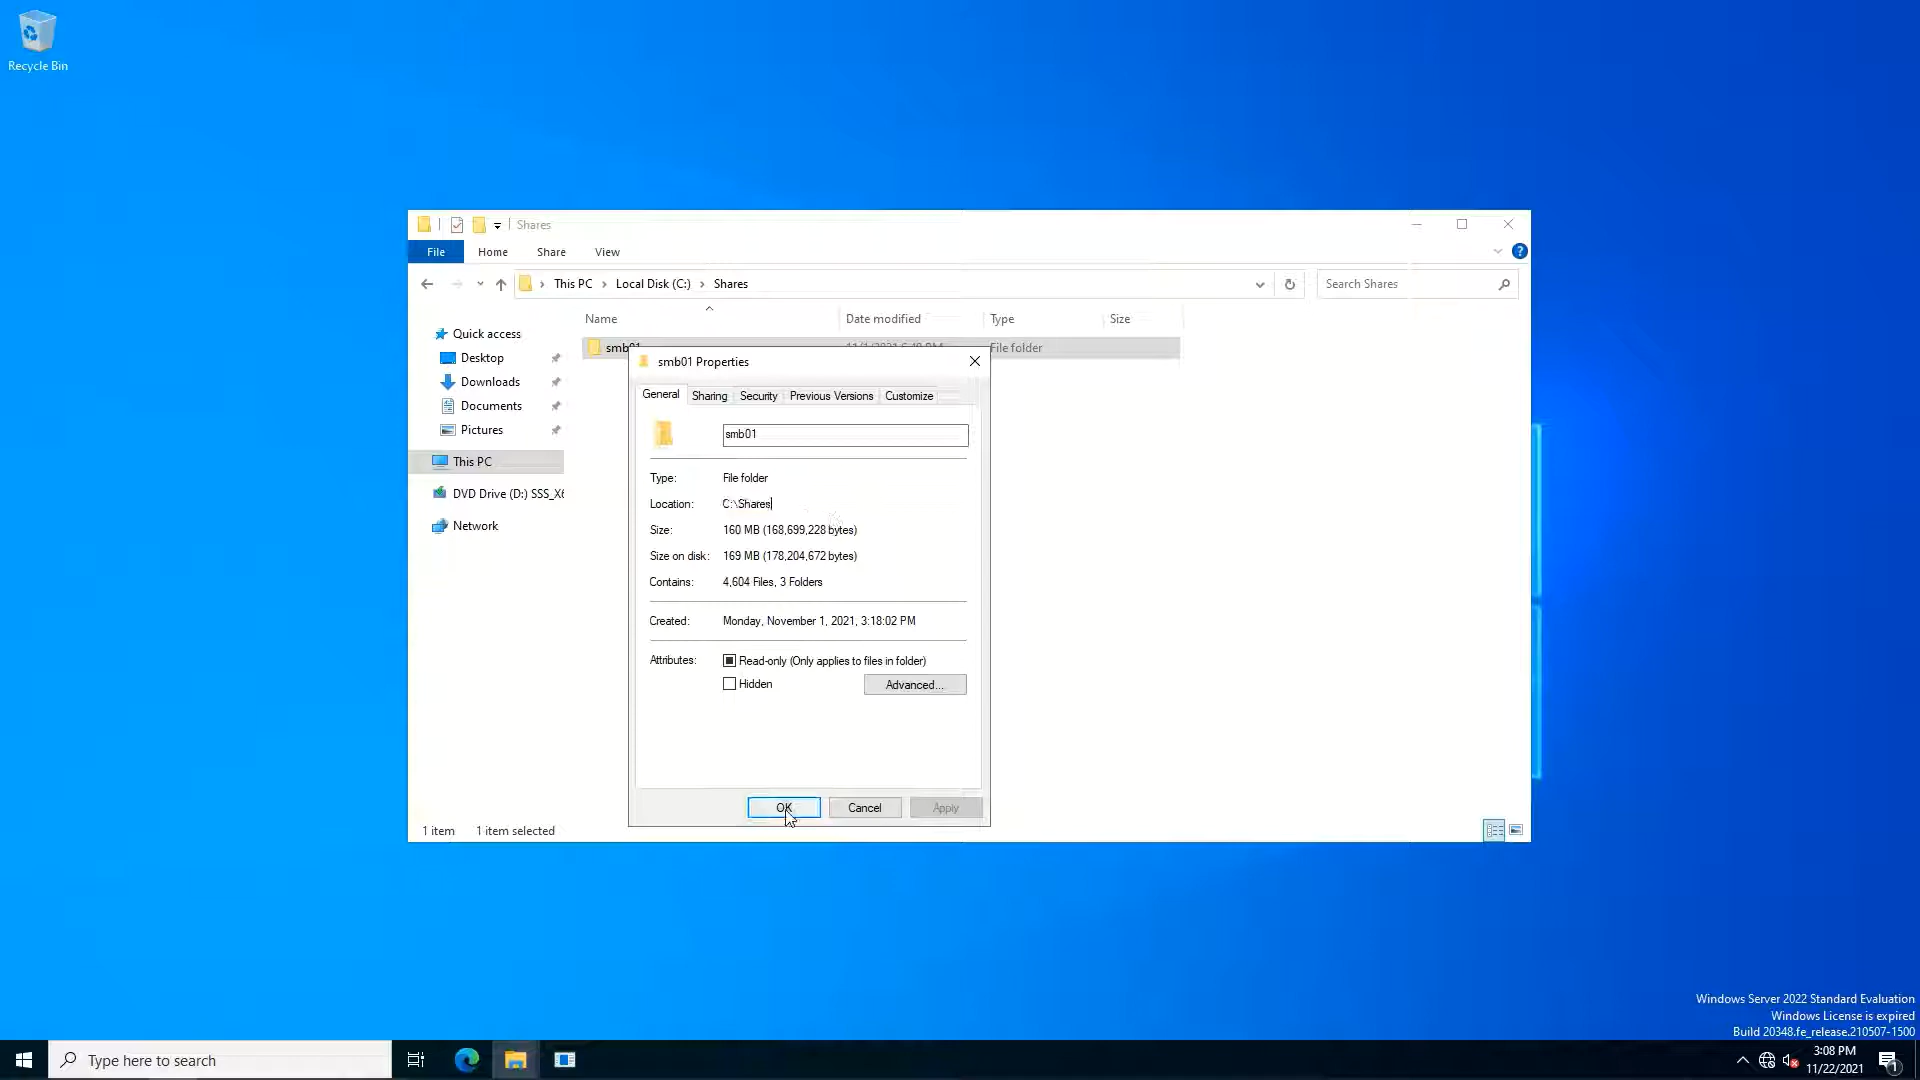 Recycle Bin
Shares
File Home Share View
This PC Local Disk (C:) Shares
Search Shares
Name Date modified Type Size
Quick access
Desktop
Downloads
Documents
Pictures
This PC
DVD Drive (D:) SSS_X6
Network
File folder
smb01 Properties
General Sharing Security Previous Versions Customize
smb01
Type: File folder
Location: C:\Shares
Size: 160 MB (168,699,228 bytes)
Size on disk: 169 MB (178,204,672 bytes)
Contains: 4,604 Files, 3 Folders
Created: Monday, November 1, 2021, 3:18:02 PM
Attributes: Read-only (Only applies to files in folder)
Hidden Advanced...
OK Cancel Apply
1 item 1 item selected
Windows Server 2022 Standard Evaluation
Windows License is expired
Build 20348.fe_release.210507-1500
Type here to search
3:08 PM
11/22/2021
1